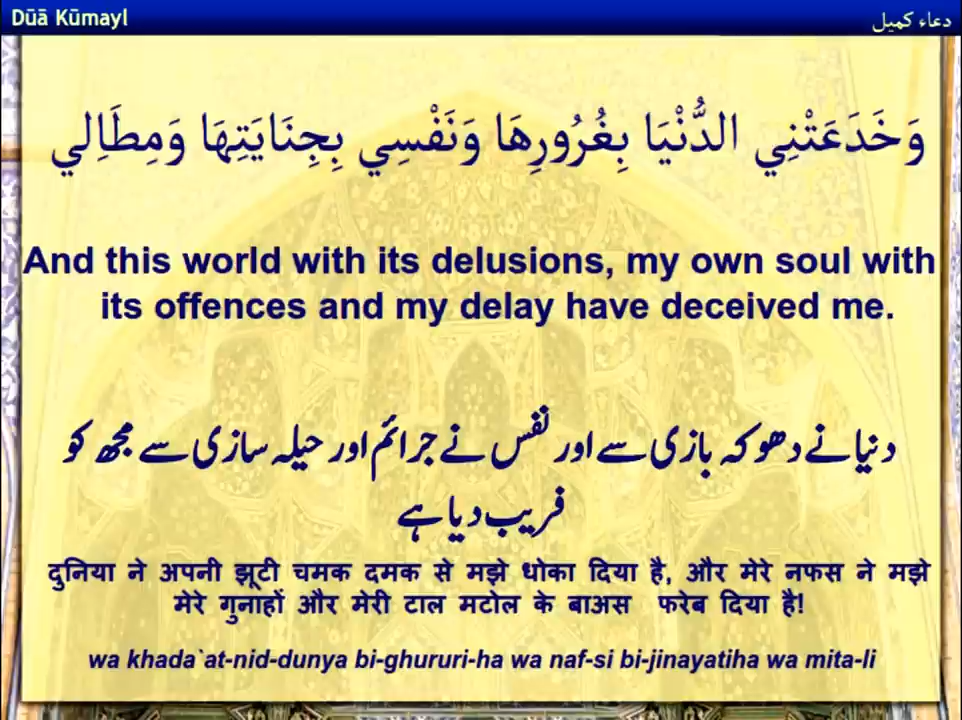 Dūā Kūmayl
دعاء كميل
وَخَدَعَتْنِي الدُّنْيَا بِغُرُورِهَا وَنَفْسِي بِجِنَايَتِهَا وَمِطَالِي
And this world with its delusions, my own soul with
its offences and my delay have deceived me.
دنیا نے دھوکہ بازی سے اور نفس نے جرائم اور حیلہ سازی سے مجھ کو
فریب دیا ہے
दुनिया ने अपनी झूटी चमक दमक से मझे धोका दिया है, और मेरे नफस ने मझे
मेरे गुनाहों और मेरी टाल मटोल के बाअस फरेब दिया है!
wa khada`at-nid-dunya bi-ghururi-ha wa naf-si bi-jinayatiha wa mita-li